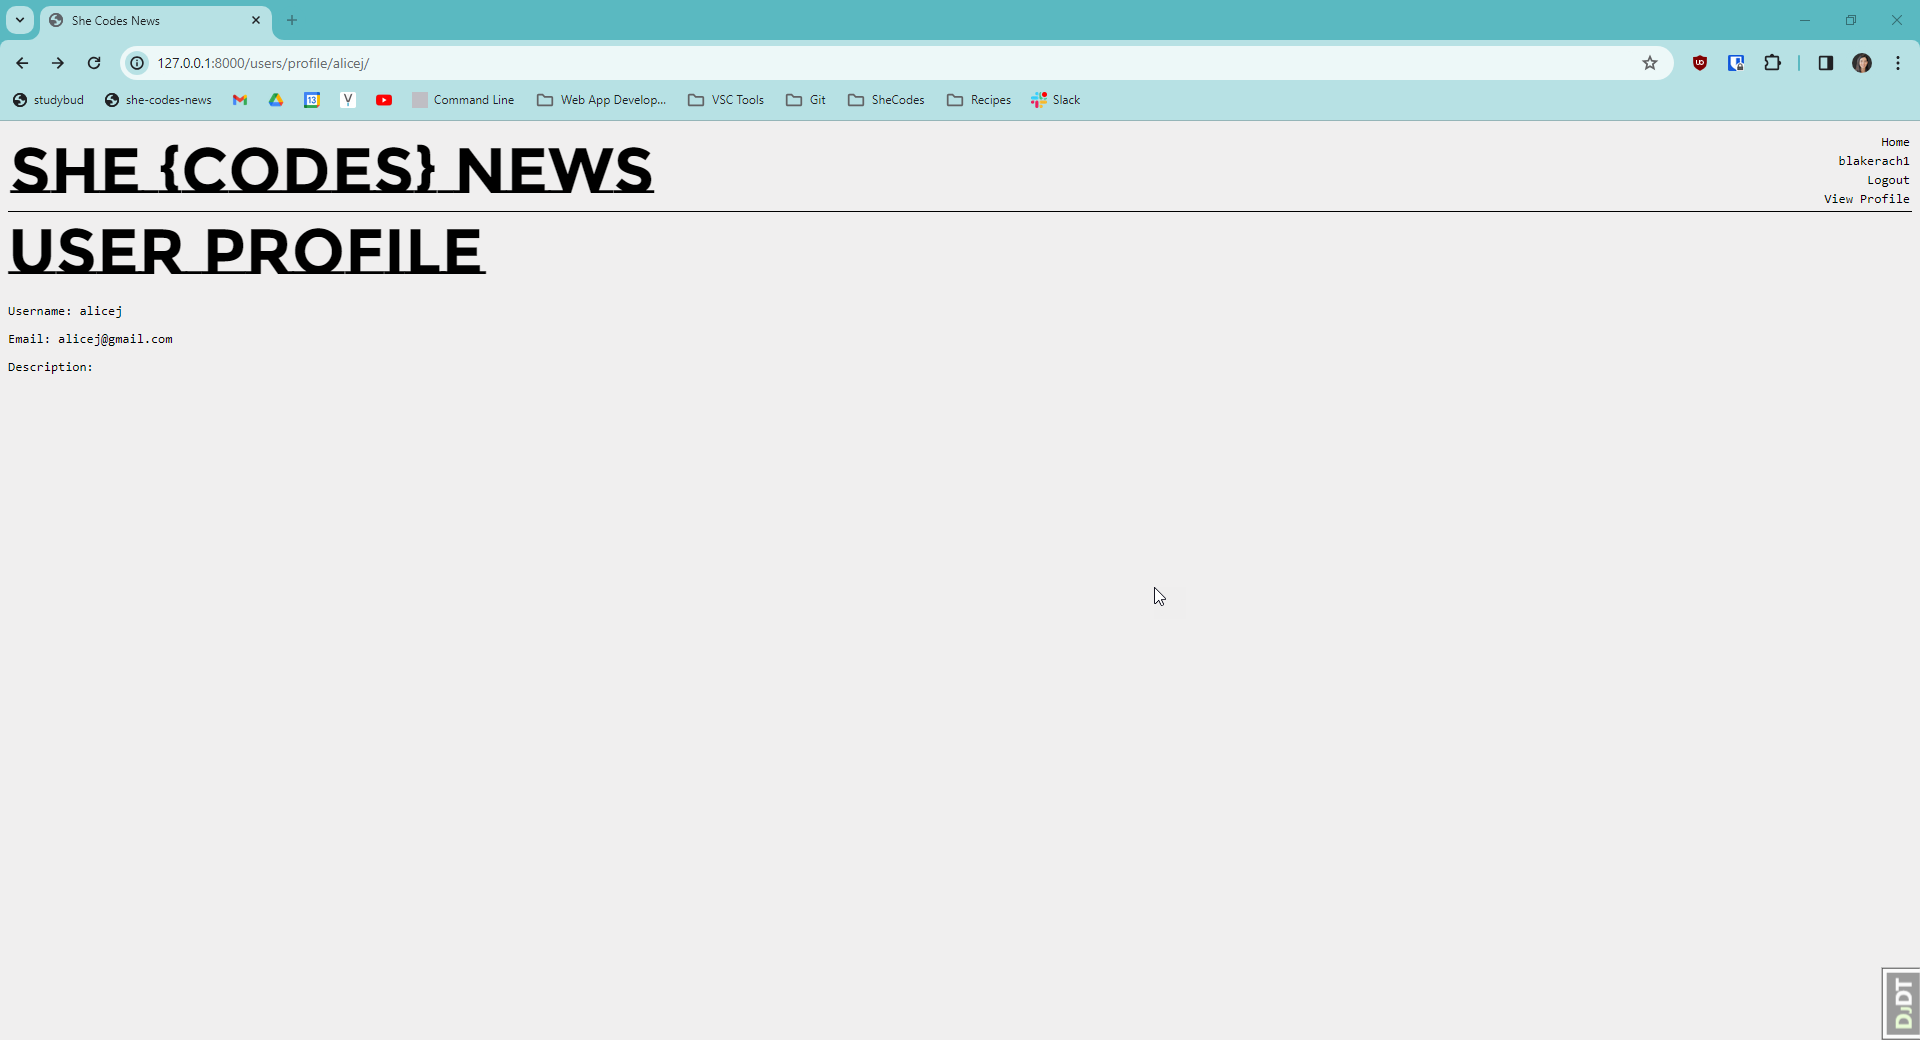 She Codes News
127.0.0.1:8000/users/profile/alicej/
studybud she-codes-news 13 Y Command Line Web App Develop... VSC Tools Git SheCodes Recipes Slack
SHE {CODES} NEWS
Home
blakerach1
Logout
View Profile
USER PROFILE
Username: alicej
Email: alicej@gmail.com
Description:
DJDT